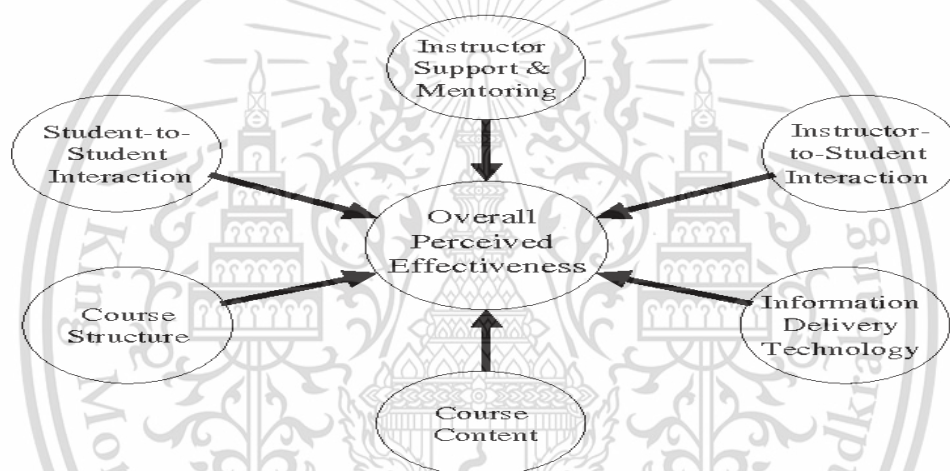 Instructor
Support &
Mentoring
Student-to-
Student
Interaction
Instructor-
to-Student
Interaction
Overall
Perceived
Effectiveness
Course
Structure
Information
Delivery
Technology
Course
Content